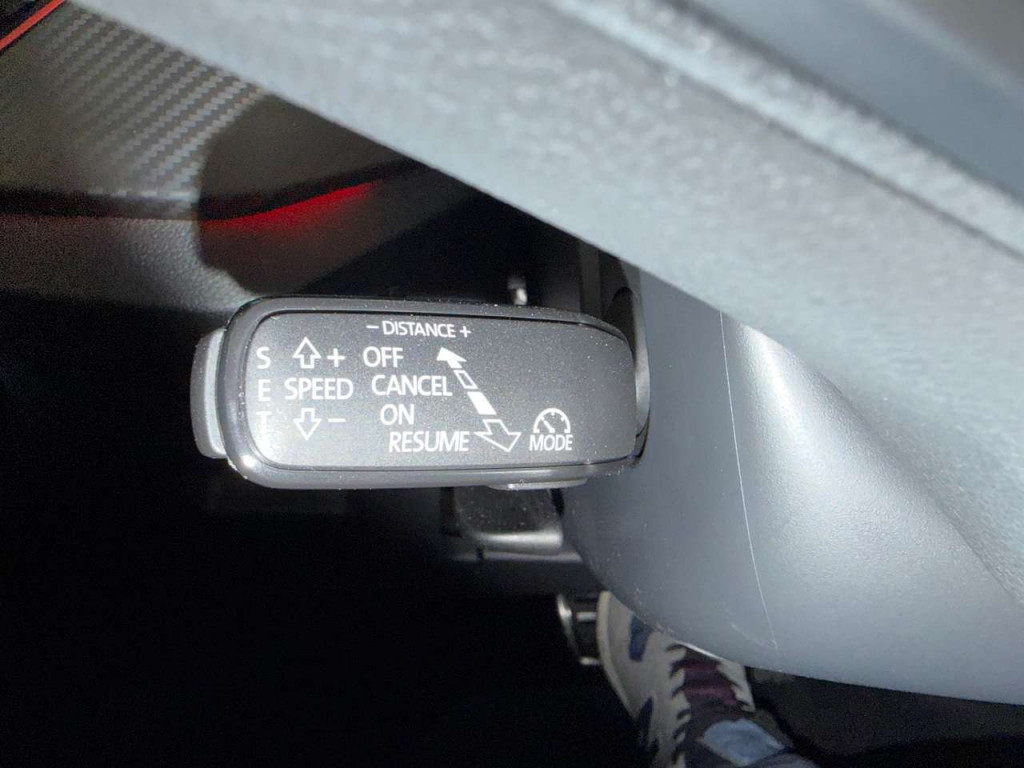 − DISTANCE +
S + OFF
E SPEED CANCEL
T − ON
RESUME MODE